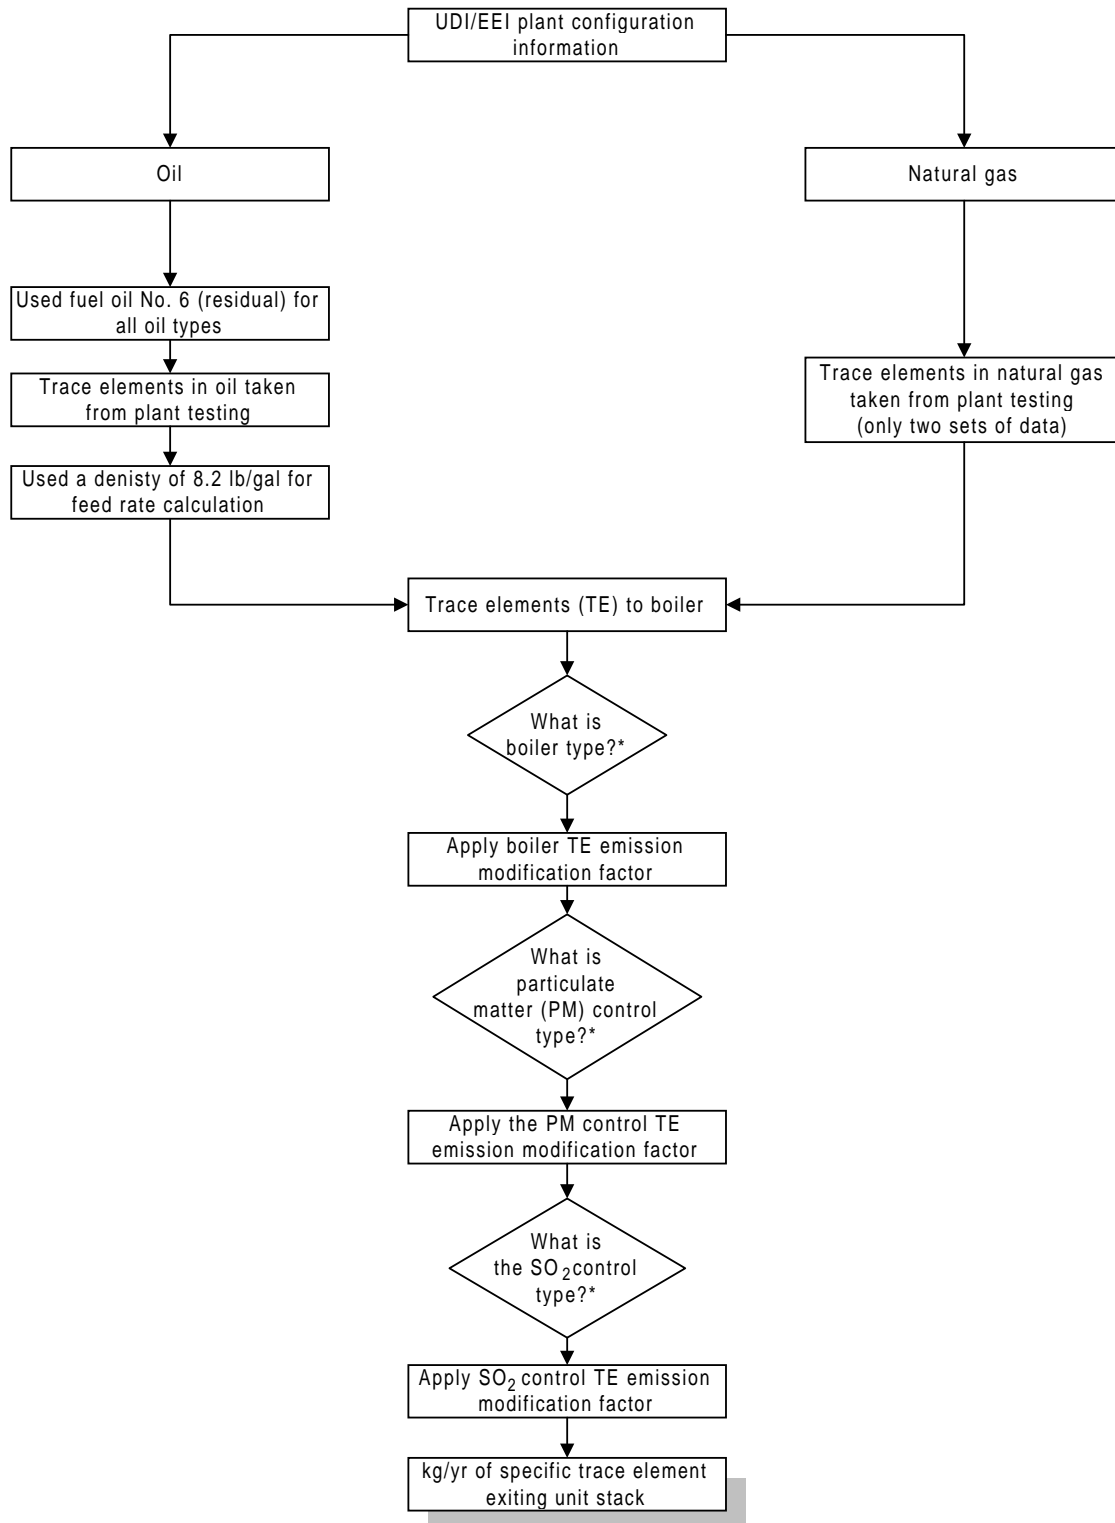 UDI/EEI plant configuration
information
Oil
Natural gas
Used fuel oil No. 6 (residual) for
all oil types
Trace elements in oil taken
from plant testing
Used a denisty of 8.2 lb/gal for
feed rate calculation
Trace elements in natural gas
taken from plant testing
(only two sets of data)
Trace elements (TE) to boiler
What is
boiler type?*
Apply boiler TE emission
modification factor
What is
particulate
matter (PM) control
type?*
Apply the PM control TE
emission modification factor
What is
the SO2 control
type?*
Apply SO2 control TE emission
modification factor
kg/yr of specific trace element
exiting unit stack